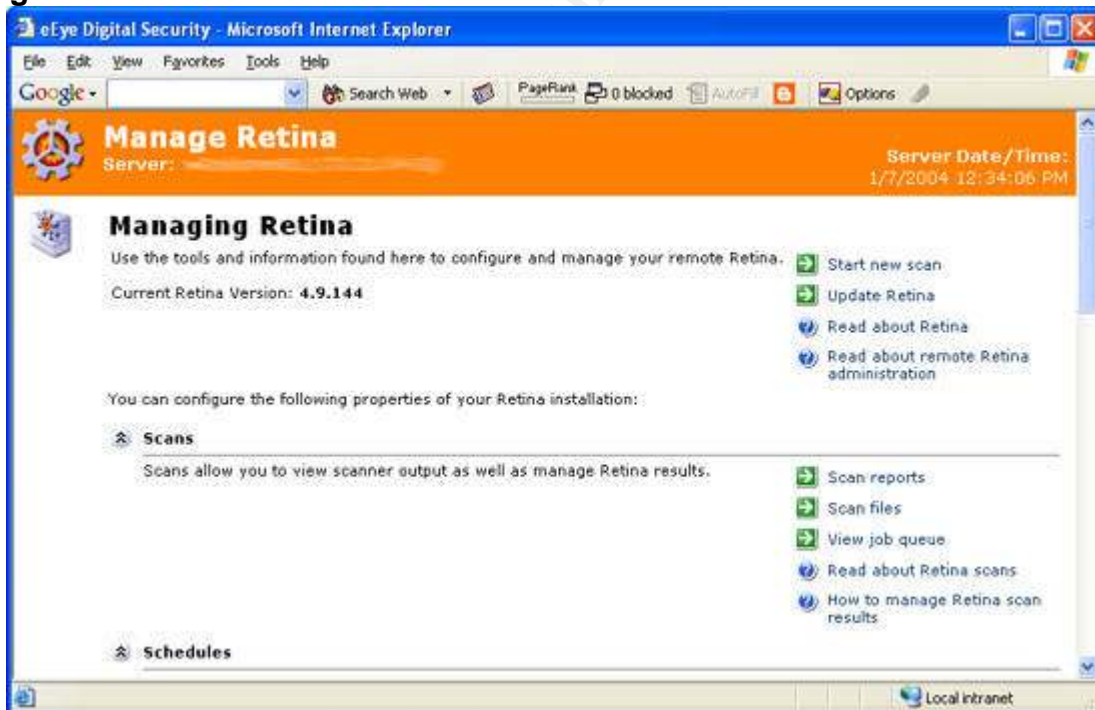 g
eEye Digital Security - Microsoft Internet Explorer
File Edit View Favorites Tools Help
Google Search Web PageRank 0 blocked AutoFill Options
Manage Retina
Server:
Server Date/Time:
1/7/2004 12:34:06 PM
Managing Retina
Use the tools and information found here to configure and manage your remote Retina.
Current Retina Version: 4.9.144
Start new scan
Update Retina
Read about Retina
Read about remote Retina
administration
You can configure the following properties of your Retina installation:
Scans
Scans allow you to view scanner output as well as manage Retina results.
Scan reports
Scan files
View job queue
Read about Retina scans
How to manage Retina scan
results
Schedules
Local intranet